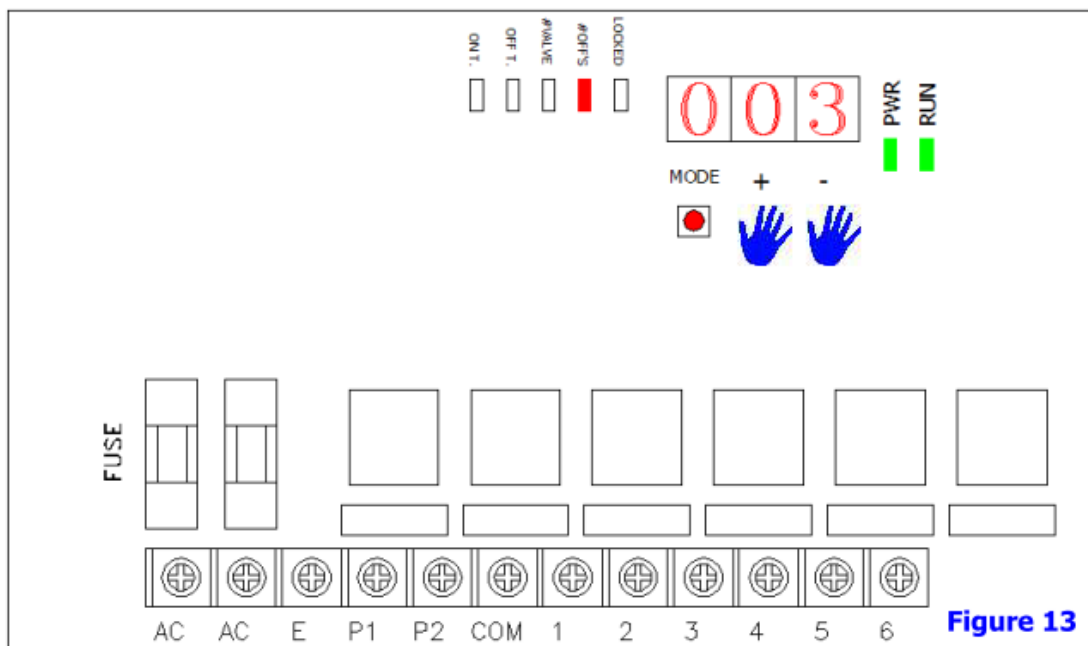 ON T.
OFF T.
#VALVE
#OFF'S
LOCKED
003
PWR
RUN
MODE + -
FUSE
AC AC E P1 P2 COM 1 2 3 4 5 6
Figure 13